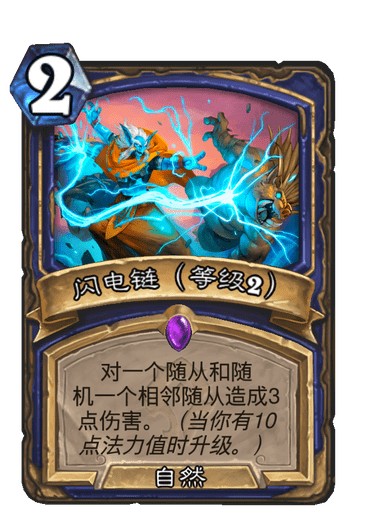 2
闪电链（等级2）
对一个随从和随
机一个相邻随从造成3
点伤害。（当你有10
点法力值时升级。）
自然